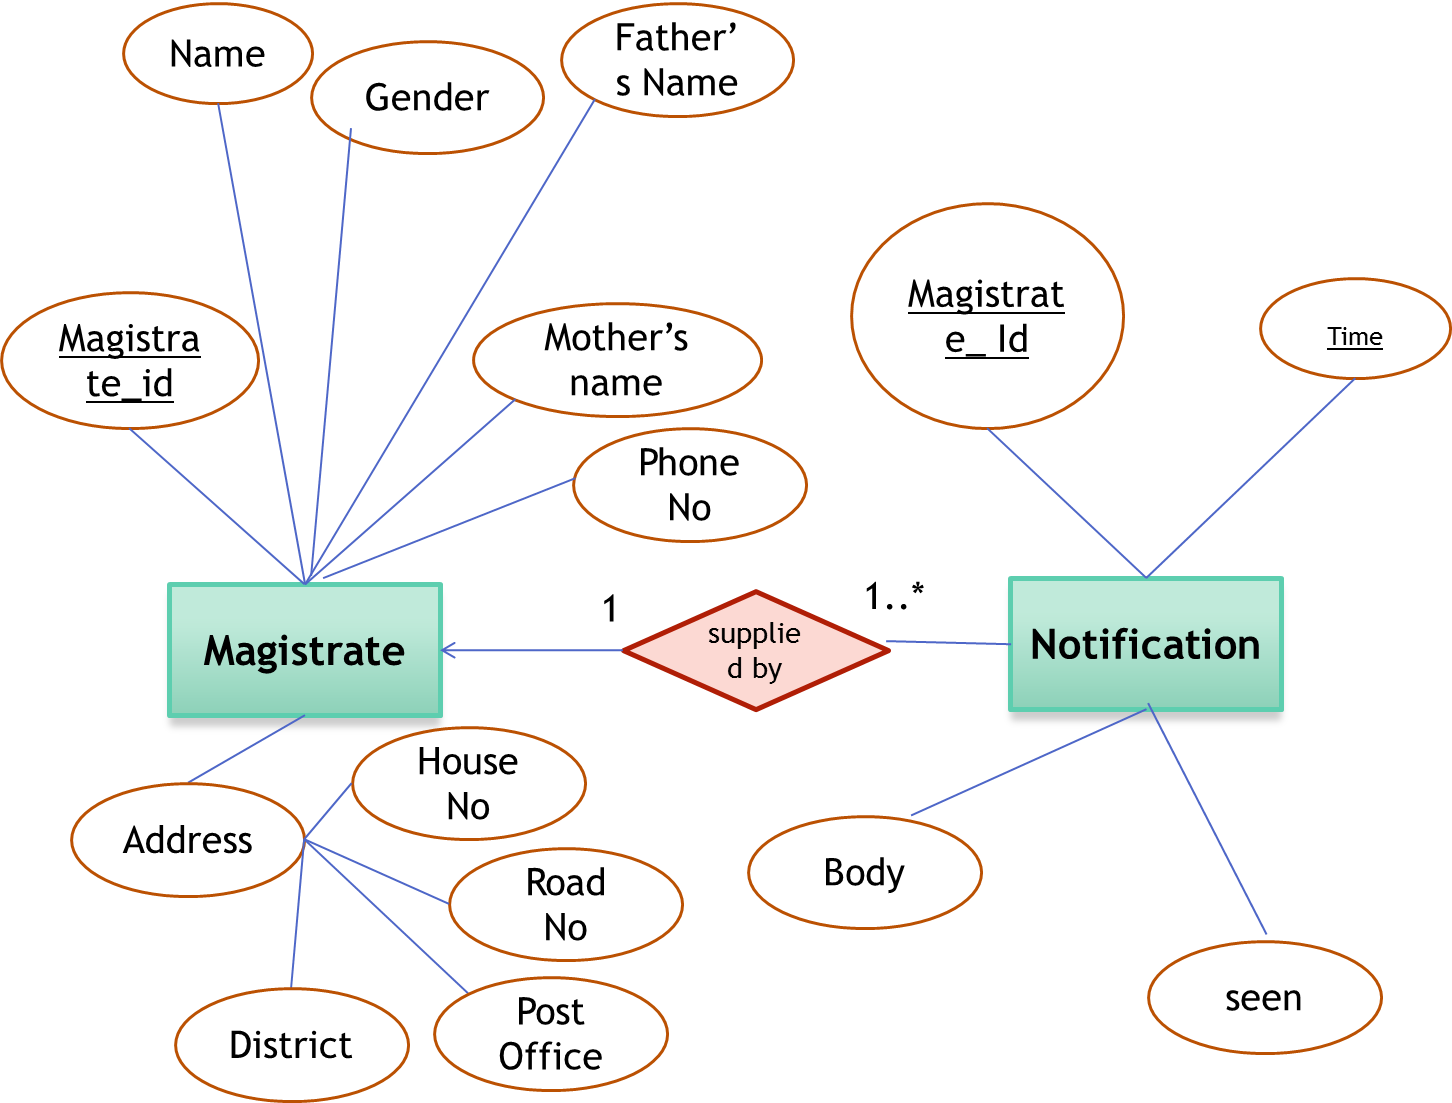 Name
Gender
Father’
s Name
Magistra
te_id
Mother’s
name
Phone
No
Magistrat
e_ Id
Time
Magistrate
1
supplie
d by
1..*
Notification
Address
House
No
Road
No
Post
Office
District
Body
seen